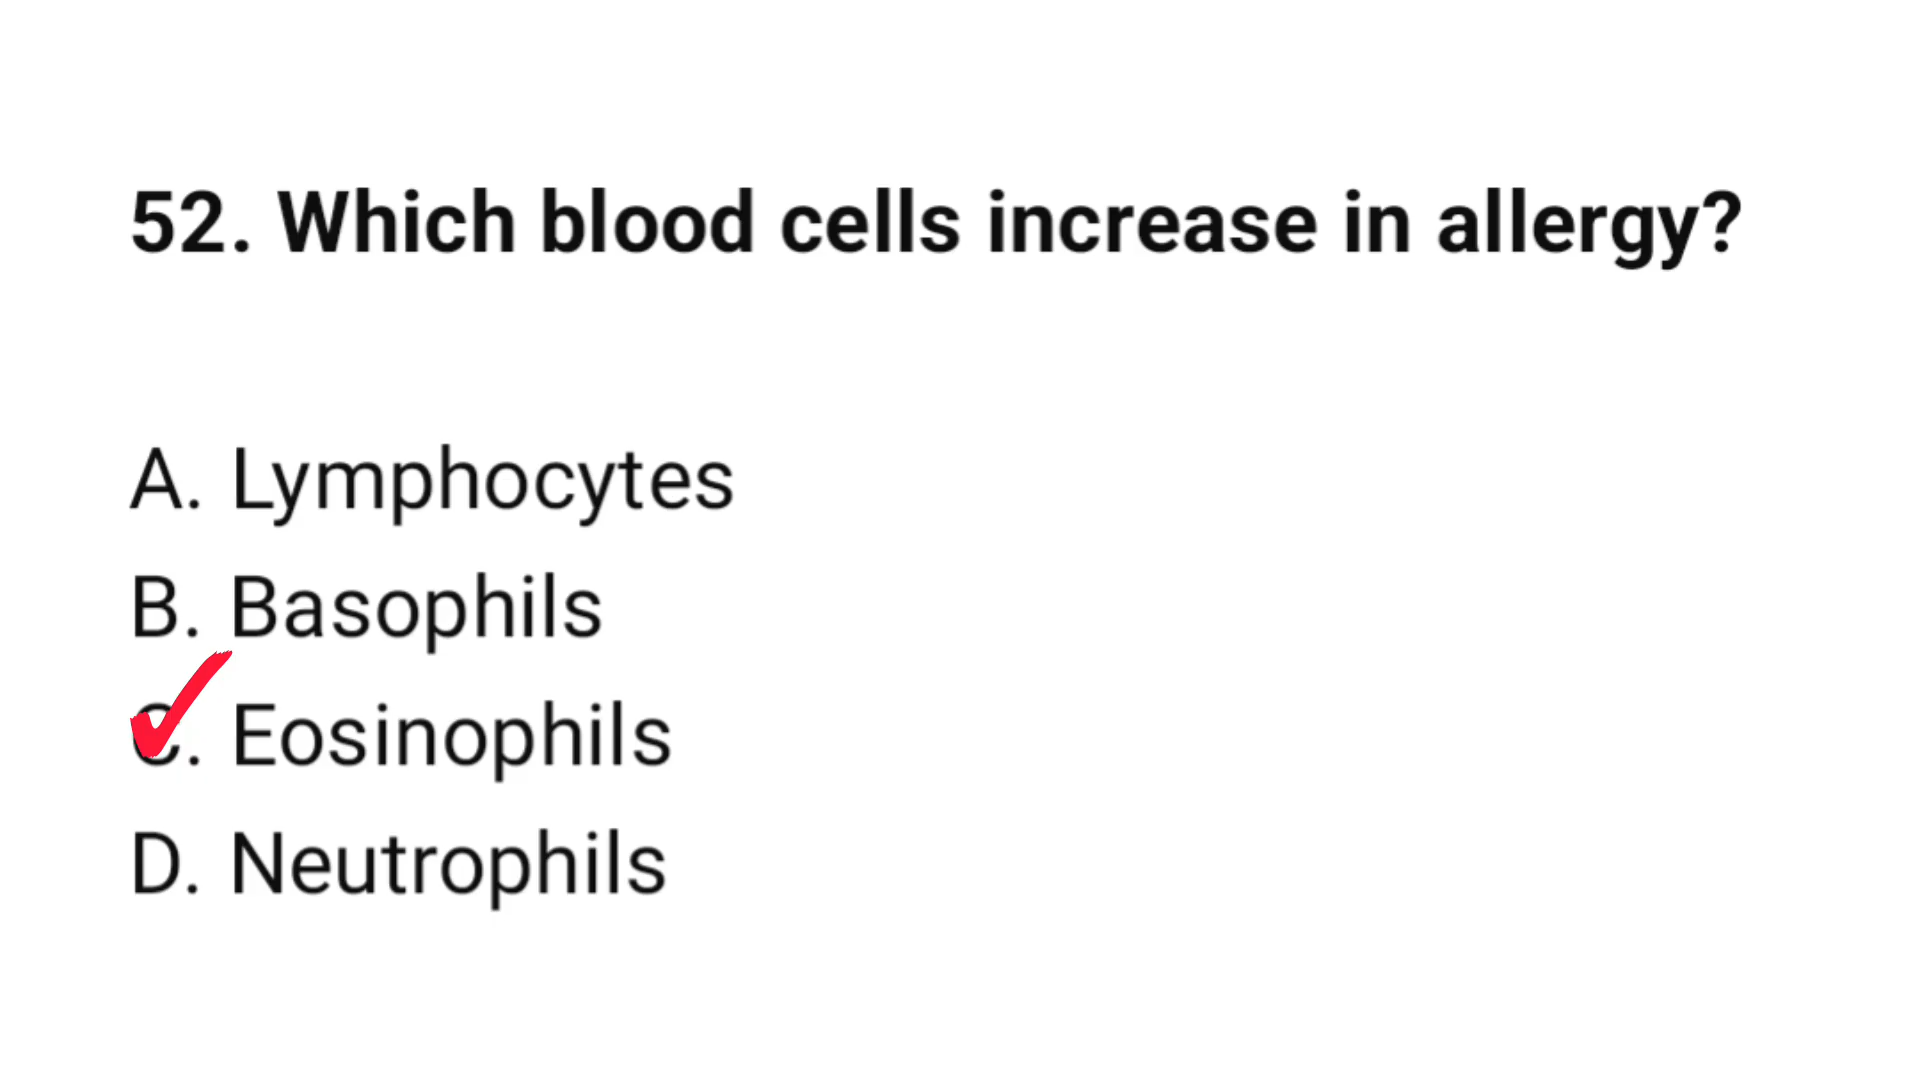 52. Which blood cells increase in allergy?
A. Lymphocytes
B. Basophils
C. Eosinophils
D. Neutrophils